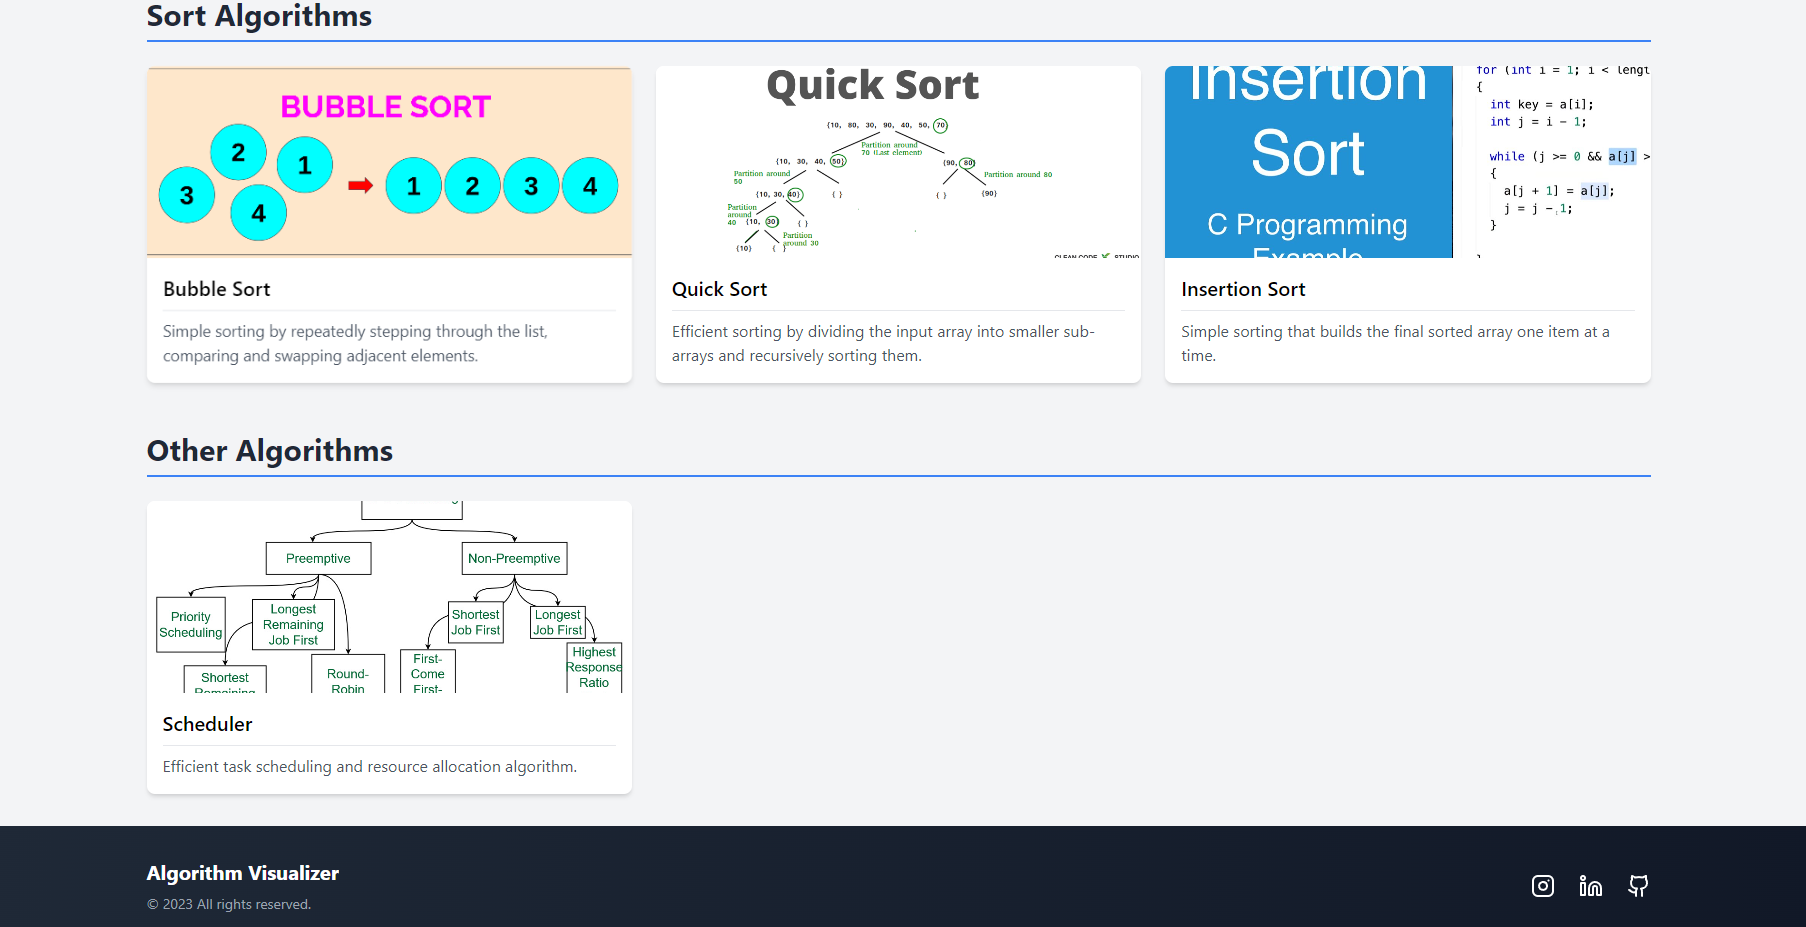 Sort Algorithms
BUBBLE SORT
2
1
3
4
1 2 3 4
Bubble Sort
Simple sorting by repeatedly stepping through the list,
comparing and swapping adjacent elements.
Quick Sort
{10, 80, 30, 90, 40, 50, 70}
Partition around
70 (Last element)
{10, 30, 40, 50}
{90, 80}
Partition around
50
Partition around 80
{10, 30, 40}
{ }
{ }
{90}
Partition
around
40
{10, 30}
{ }
Partition
around 30
{10}
{ }
CLEAN CODE STUDIO
Quick Sort
Efficient sorting by dividing the input array into smaller sub-
arrays and recursively sorting them.
Insertion
Sort
C Programming
Example
for (int i = 1; i < lengt
{
int key = a[i];
int j = i - 1;
while (j >= 0 && a[j] >
{
a[j + 1] = a[j];
j = j - 1;
}
}
Insertion Sort
Simple sorting that builds the final sorted array one item at a
time.
Other Algorithms
Preemptive
Non-Preemptive
Priority
Scheduling
Longest
Remaining
Job First
Shortest
Job First
Longest
Job First
Shortest
Remaining
Round-
Robin
First-
Come
First-
Highest
Response
Ratio
Scheduler
Efficient task scheduling and resource allocation algorithm.
Algorithm Visualizer
© 2023 All rights reserved.